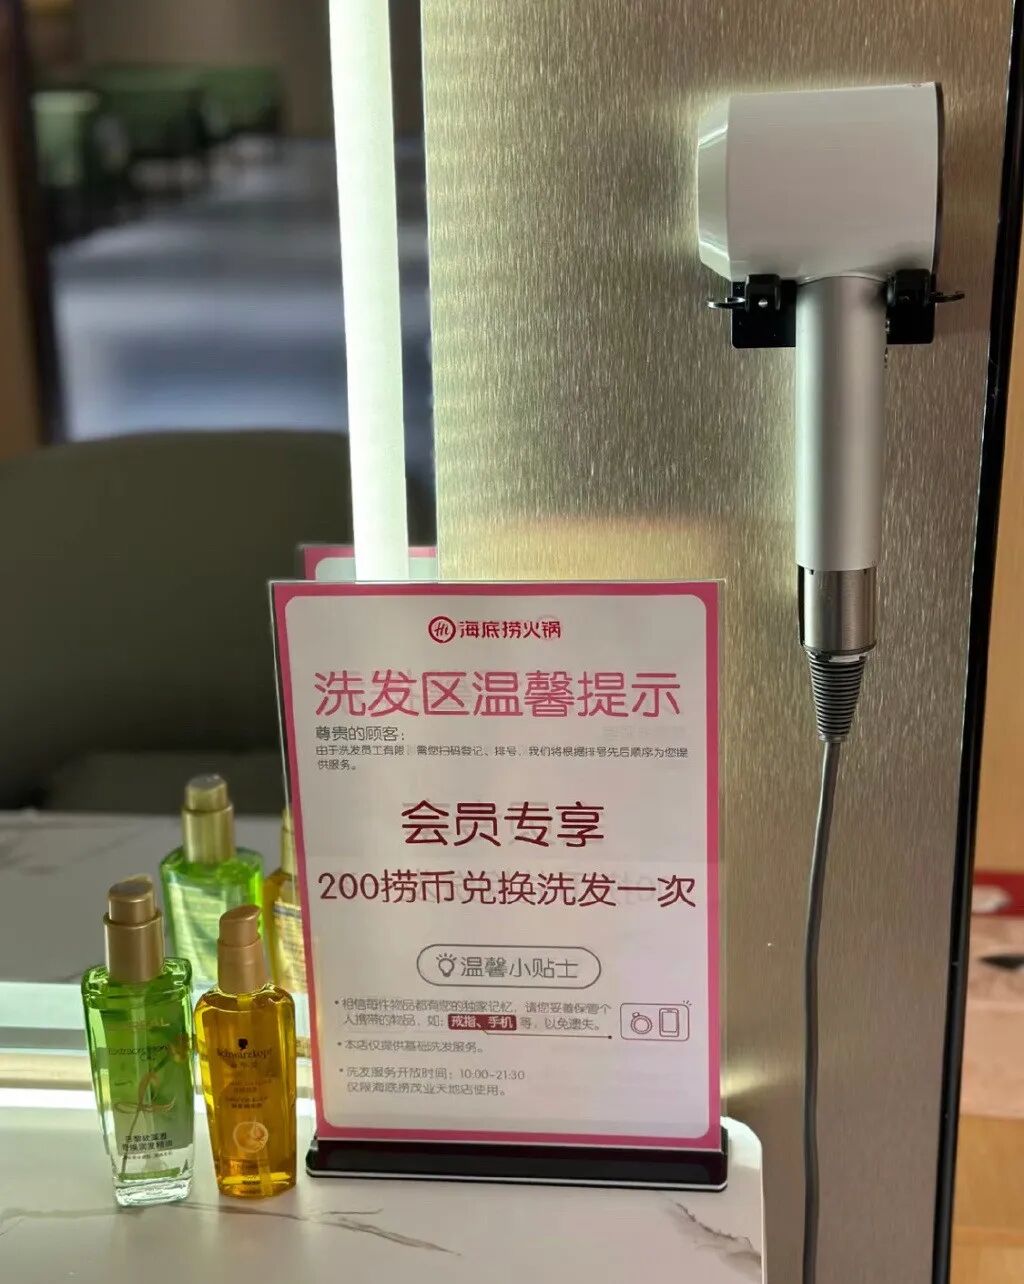 Hi 海底捞火锅
洗发区温馨提示
尊贵的顾客：
由于洗发员工有限，需您扫码登记、排号，我们将根据排号先后顺序为您提
供服务。
会员专享
200捞币兑换洗发一次
温馨小贴士
• 相信每件物品都有您的独家记忆，请您妥善保管个
人携带的物品，如：戒指、手机 等，以免遗失。
• 本店仅提供基础洗发服务。
• 洗发服务开放时间：10:00-21:30
仅限海底捞茂业天地店使用。
Schwarzkopf